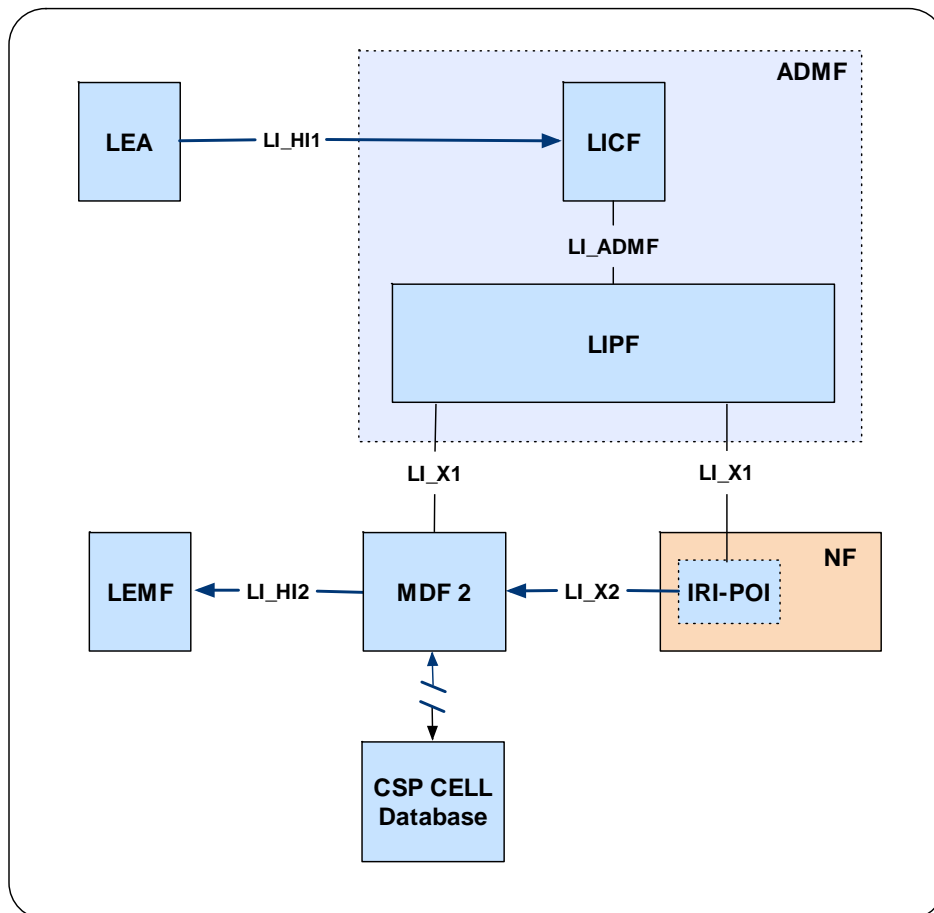 ADMF
LEA
LI_HI1
LICF
LI_ADMF
LIPF
LI_X1
LI_X1
LEMF
LI_HI2
MDF 2
LI_X2
IRI-POI
NF
CSP CELL
Database